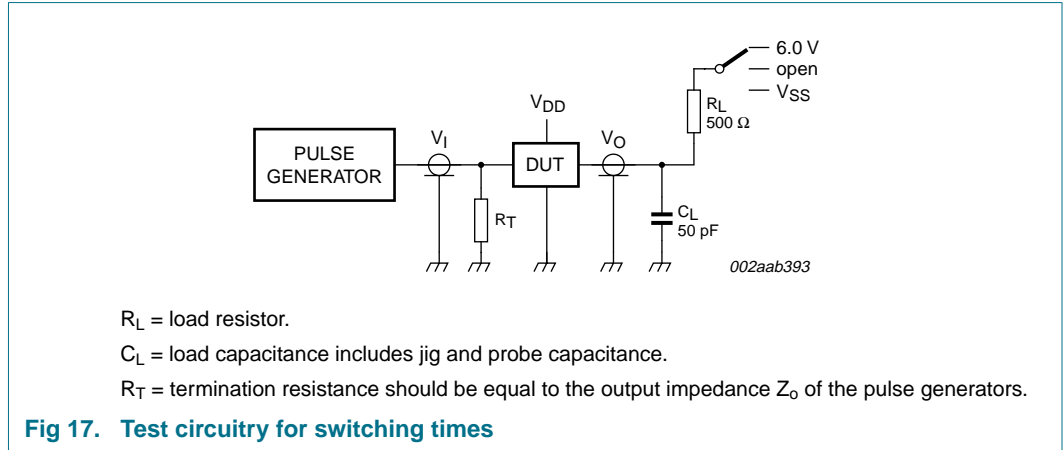 6.0 V
open
VSS
RL
500 Ω
VDD
VI
VO
PULSE
GENERATOR
DUT
RT
CL
50 pF
002aab393
RL = load resistor.
CL = load capacitance includes jig and probe capacitance.
RT = termination resistance should be equal to the output impedance Zo of the pulse generators.
Fig 17. Test circuitry for switching times